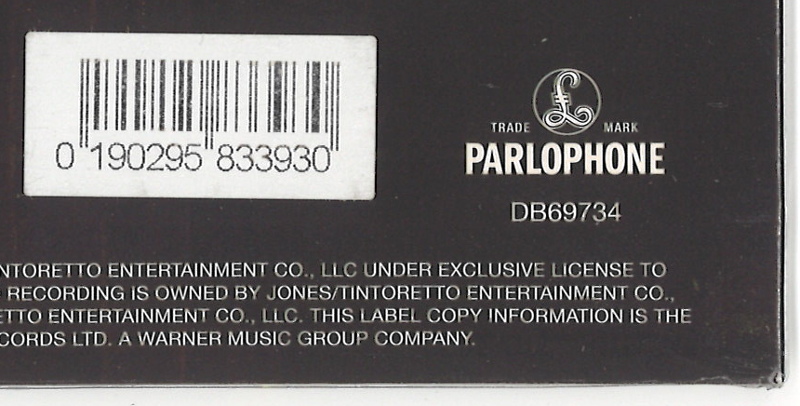 0 190295 833930
TRADE MARK
PARLOPHONE
DB69734
NTORETTO ENTERTAINMENT CO., LLC UNDER EXCLUSIVE LICENSE TO
RECORDING IS OWNED BY JONES/TINTORETTO ENTERTAINMENT CO.,
ETTO ENTERTAINMENT CO., LLC. THIS LABEL COPY INFORMATION IS THE
CORDS LTD. A WARNER MUSIC GROUP COMPANY.